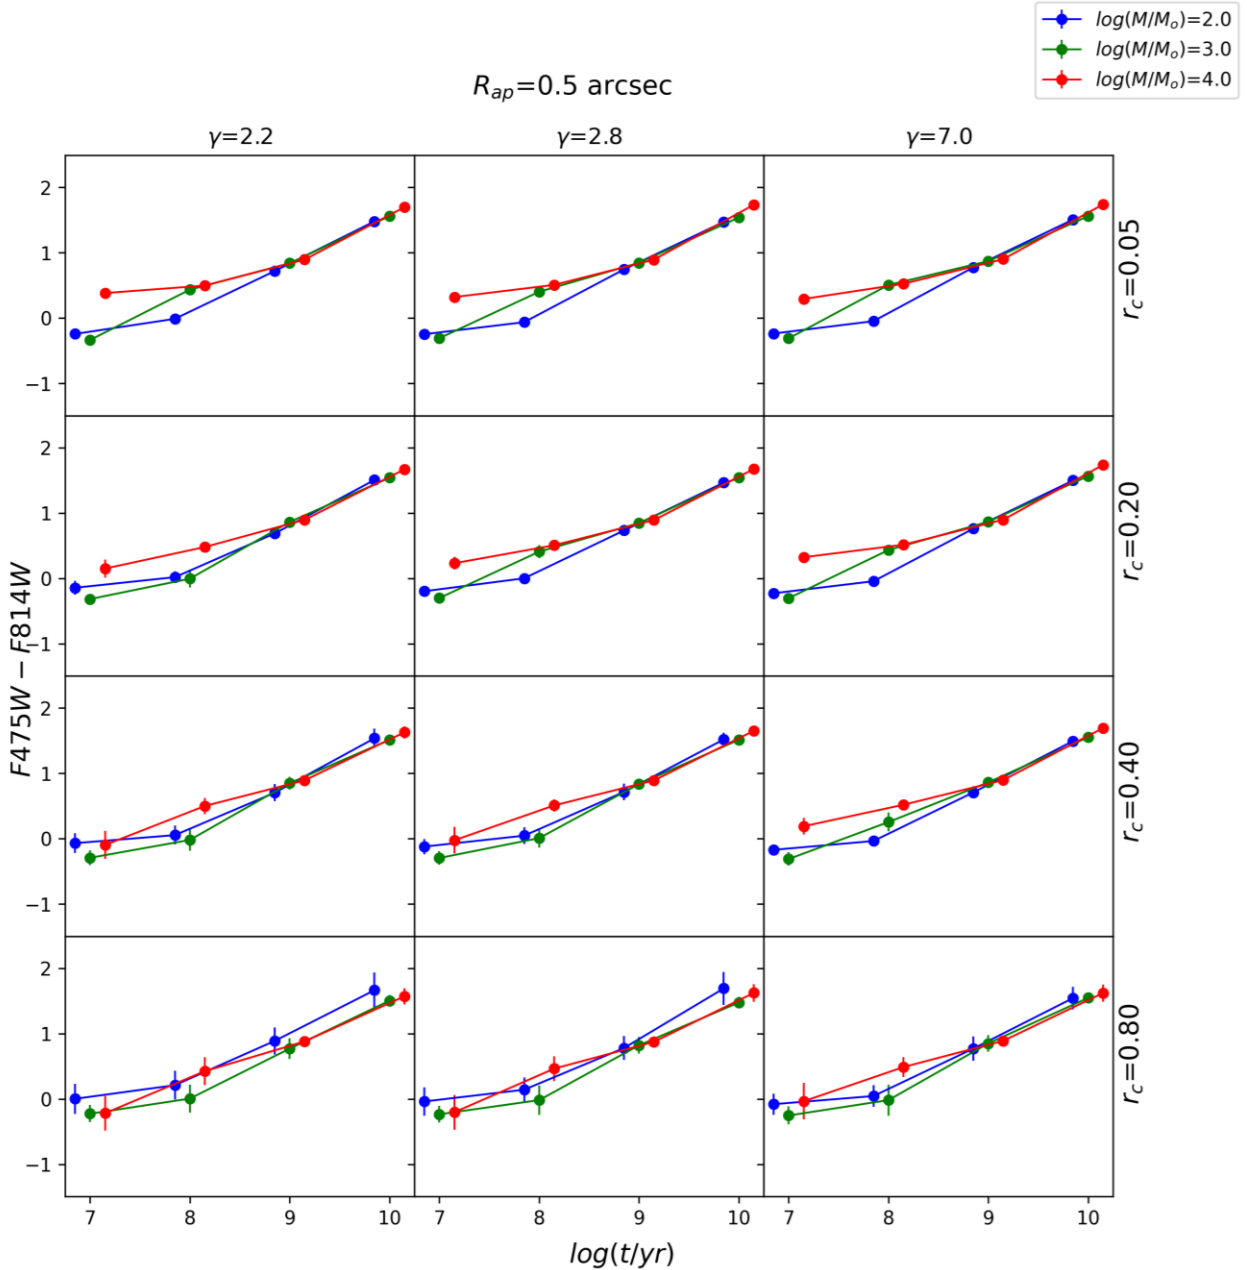 log(M/Mₒ)=2.0
log(M/Mₒ)=3.0
log(M/Mₒ)=4.0
R_ap=0.5 arcsec
γ=2.2 γ=2.8 γ=7.0
2
1
0
−1
r_c=0.05
2
1
0
−1
r_c=0.20
2
1
0
−1
r_c=0.40
2
1
0
−1
r_c=0.80
F475W − F814W
7 8 9 10 7 8 9 10 7 8 9 10
log(t/yr)